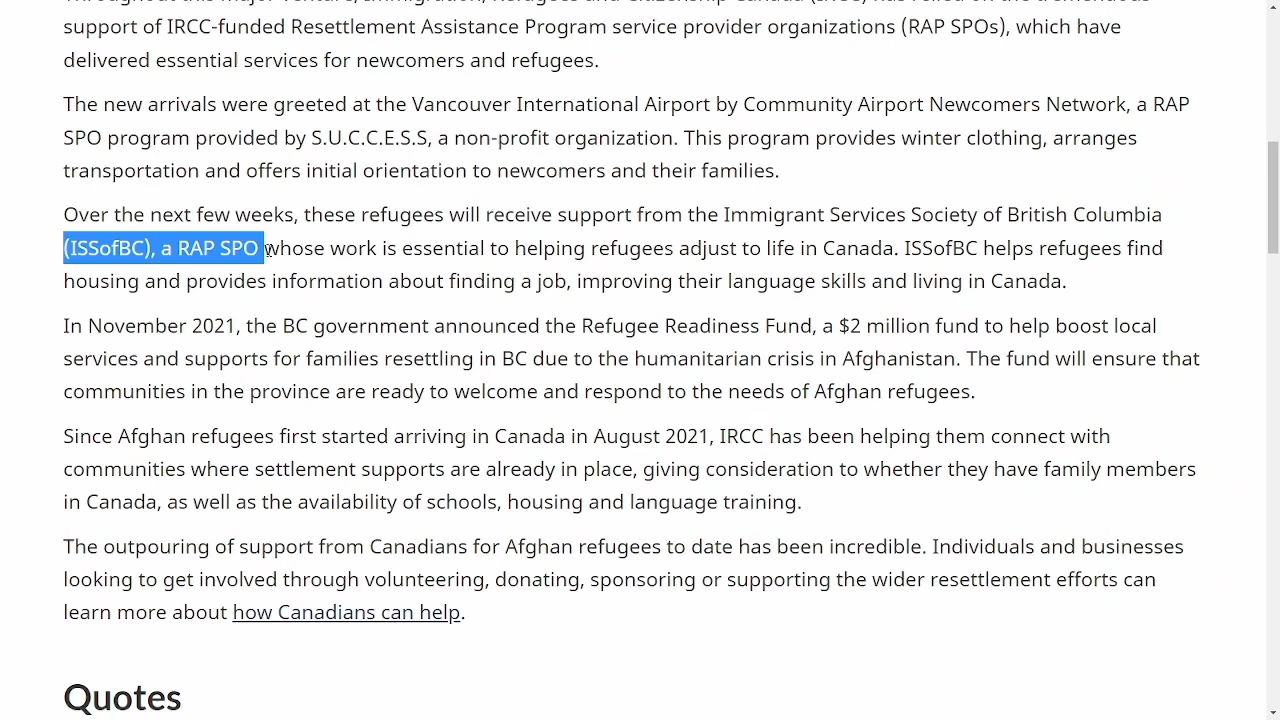 support of IRCC-funded Resettlement Assistance Program service provider organizations (RAP SPOs), which have
delivered essential services for newcomers and refugees.
The new arrivals were greeted at the Vancouver International Airport by Community Airport Newcomers Network, a RAP
SPO program provided by S.U.C.C.E.S.S, a non-profit organization. This program provides winter clothing, arranges
transportation and offers initial orientation to newcomers and their families.
Over the next few weeks, these refugees will receive support from the Immigrant Services Society of British Columbia
(ISSofBC), a RAP SPO whose work is essential to helping refugees adjust to life in Canada. ISSofBC helps refugees find
housing and provides information about finding a job, improving their language skills and living in Canada.
In November 2021, the BC government announced the Refugee Readiness Fund, a $2 million fund to help boost local
services and supports for families resettling in BC due to the humanitarian crisis in Afghanistan. The fund will ensure that
communities in the province are ready to welcome and respond to the needs of Afghan refugees.
Since Afghan refugees first started arriving in Canada in August 2021, IRCC has been helping them connect with
communities where settlement supports are already in place, giving consideration to whether they have family members
in Canada, as well as the availability of schools, housing and language training.
The outpouring of support from Canadians for Afghan refugees to date has been incredible. Individuals and businesses
looking to get involved through volunteering, donating, sponsoring or supporting the wider resettlement efforts can
learn more about how Canadians can help.
Quotes